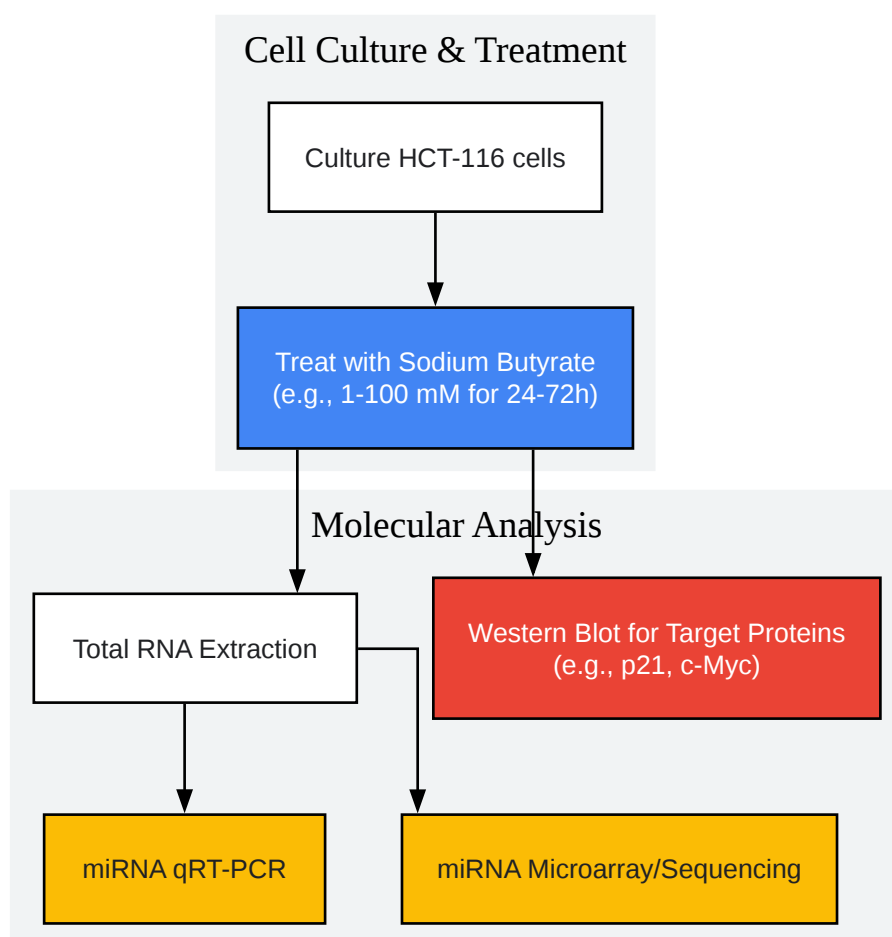 Cell Culture & Treatment
Culture HCT-116 cells
Treat with Sodium Butyrate
(e.g., 1-100 mM for 24-72h)
Molecular Analysis
Total RNA Extraction
Western Blot for Target Proteins
(e.g., p21, c-Myc)
miRNA qRT-PCR
miRNA Microarray/Sequencing